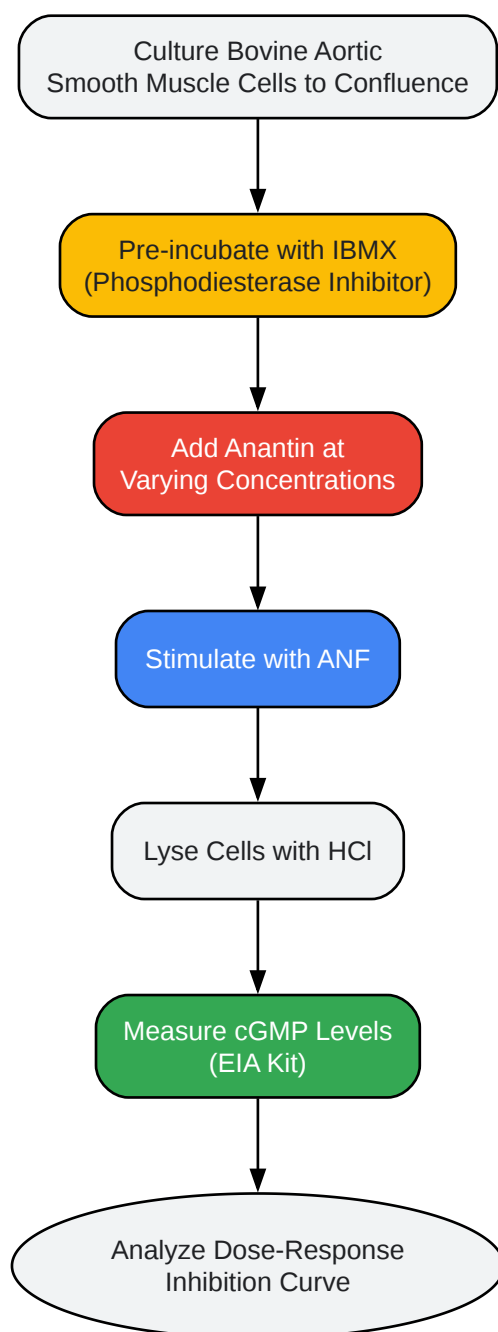 Culture Bovine Aortic
Smooth Muscle Cells to Confluence
Pre-incubate with IBMX
(Phosphodiesterase Inhibitor)
Add Anantin at
Varying Concentrations
Stimulate with ANF
Lyse Cells with HCl
Measure cGMP Levels
(EIA Kit)
Analyze Dose-Response
Inhibition Curve